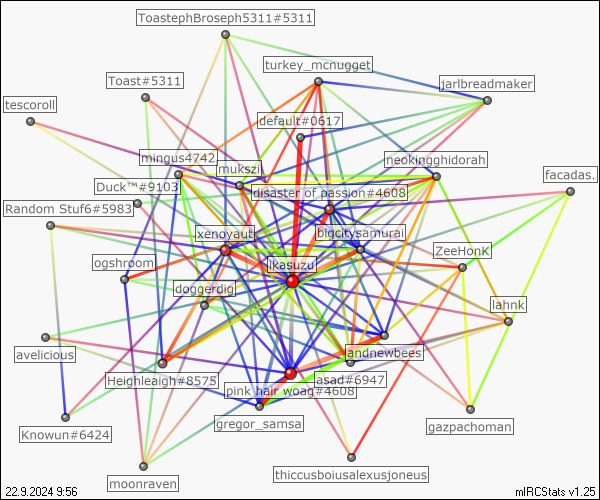 ToastephBroseph5311#5311
turkey_mcnugget
Toast#5311
jarlbreadmaker
tescoroll
default#0617
mingus4742
mukszi
neokingghidorah
facadas.
Duck™#9103
disaster of passion#4608
Random Stuf6#5983
xenoyauti
bigcitysamurai
ZeeHonK
ogshroom
ikasuzu
doggerdig
lahnk
avelicious
andnewbees
Heighleaigh#8575
asad#6947
pink hair woag#4608
gregor_samsa
gazpachoman
Knowun#6424
moonraven
thiccusboiusalexusjoneus
22.9.2024 9:56
mIRCStats v1.25